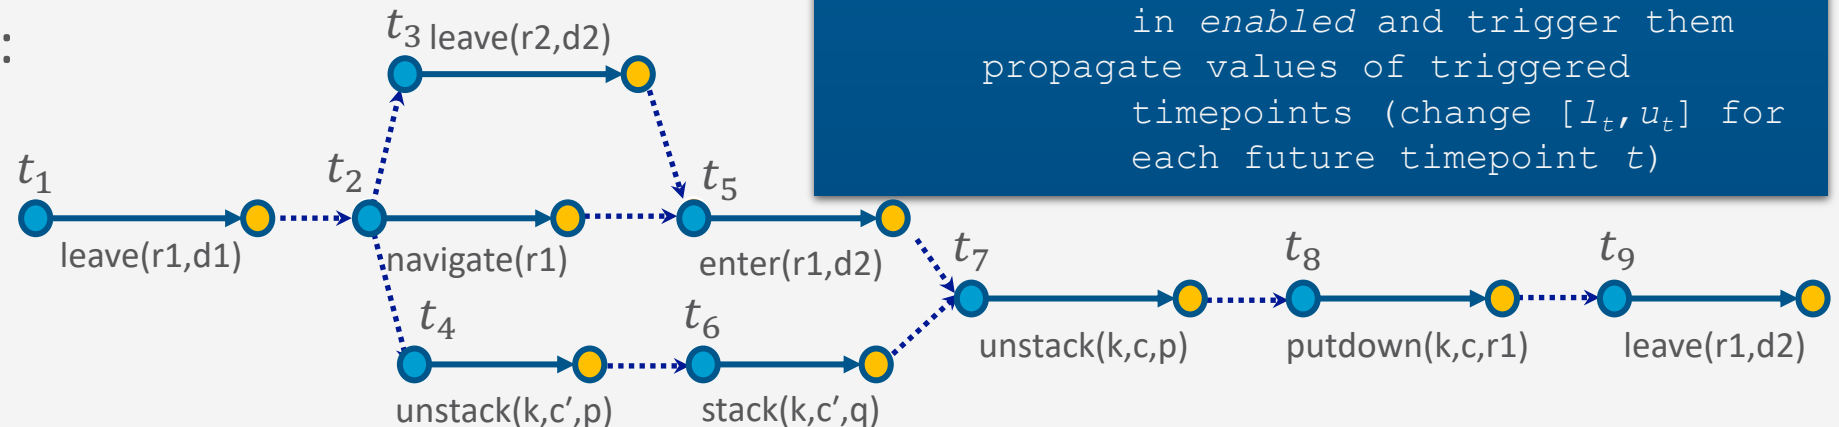 :
in enabled and trigger them
propagate values of triggered
timepoints (change [lₜ,uₜ] for
each future timepoint t)
t₃ leave(r2,d2)
t₁
t₂
t₅
leave(r1,d1)
navigate(r1)
enter(r1,d2)
t₇
t₈
t₉
t₄
t₆
unstack(k,c,p)
putdown(k,c,r1)
leave(r1,d2)
unstack(k,c′,p)
stack(k,c′,q)